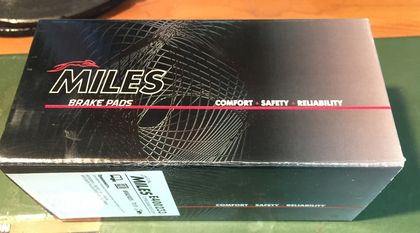 MILES
BRAKE PADS
COMFORT • SAFETY • RELIABILITY
COMFORT • SAFETY • RELIABILITY
MILES